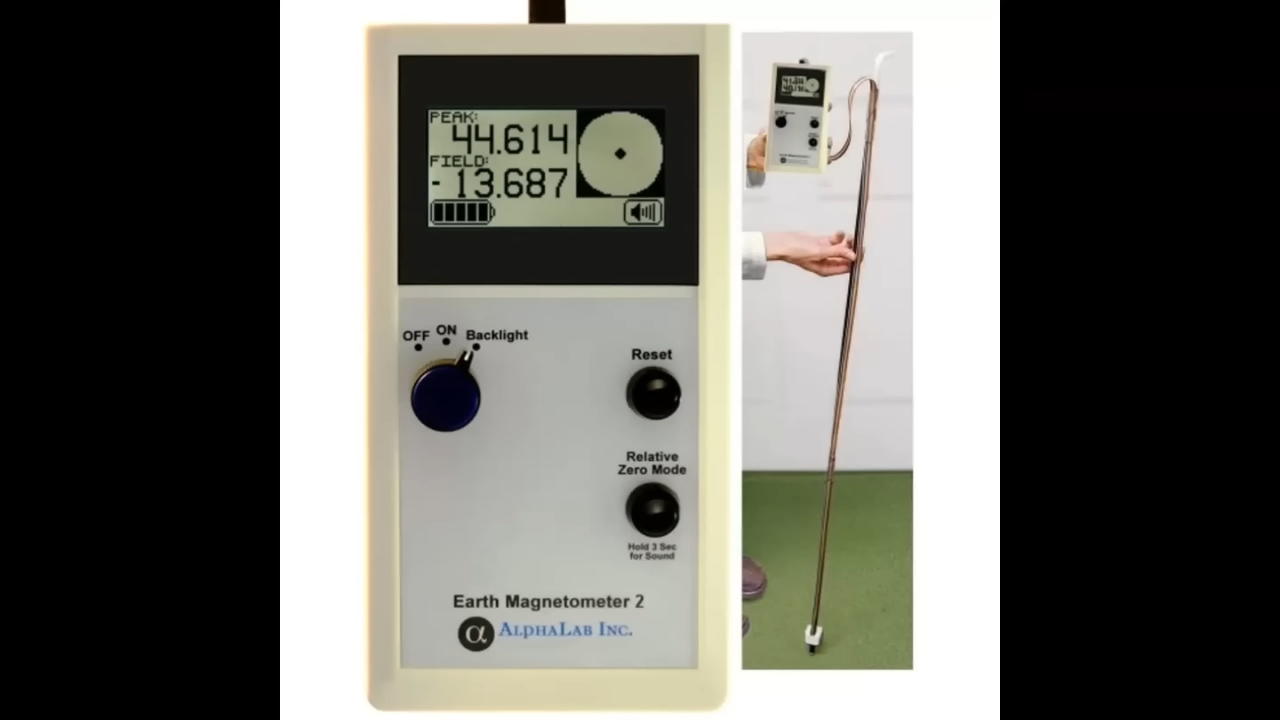 PEAK:
44.614
FIELD:
- 13.687
OFF ON Backlight
Reset
Relative
Zero Mode
Hold 3 Sec
for Sound
Earth Magnetometer 2
α ALPHALAB INC.